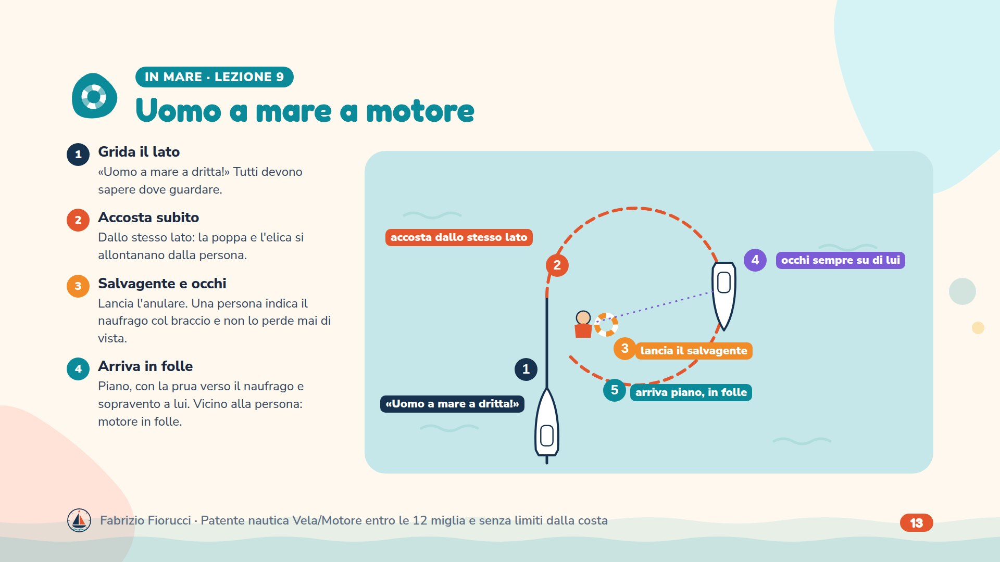 IN MARE · LEZIONE 9
Uomo a mare a motore
1
Grida il lato
«Uomo a mare a dritta!» Tutti devono
sapere dove guardare.
2
Accosta subito
Dallo stesso lato: la poppa e l'elica si
allontanano dalla persona.
3
Salvagente e occhi
Lancia l'anulare. Una persona indica il
naufrago col braccio e non lo perde mai di
vista.
4
Arriva in folle
Piano, con la prua verso il naufrago e
sopravento a lui. Vicino alla persona:
motore in folle.
accosta dallo stesso lato
2
4
occhi sempre su di lui
3
lancia il salvagente
1
5
arriva piano, in folle
«Uomo a mare a dritta!»
Fabrizio Fiorucci · Patente nautica Vela/Motore entro le 12 miglia e senza limiti dalla costa
13